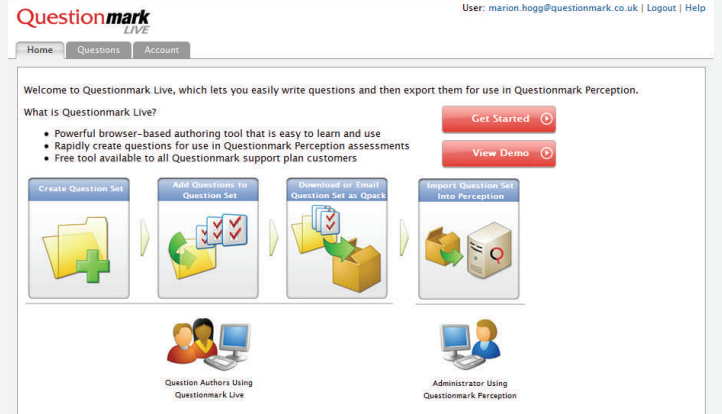 Questionmark
LIVE
User: marion.hogg@questionmark.co.uk | Logout | Help
Home Questions Account
Welcome to Questionmark Live, which lets you easily write questions and then export them for use in Questionmark Perception.
What is Questionmark Live?
• Powerful browser-based authoring tool that is easy to learn and use
• Rapidly create questions for use in Questionmark Perception assessments
• Free tool available to all Questionmark support plan customers
Get Started
View Demo
Create Question Set
Add Questions to
Question Set
Download or Email
Question Set as Qpack
Import Question Set
Into Perception
Question Authors Using
Questionmark Live
Administrator Using
Questionmark Perception